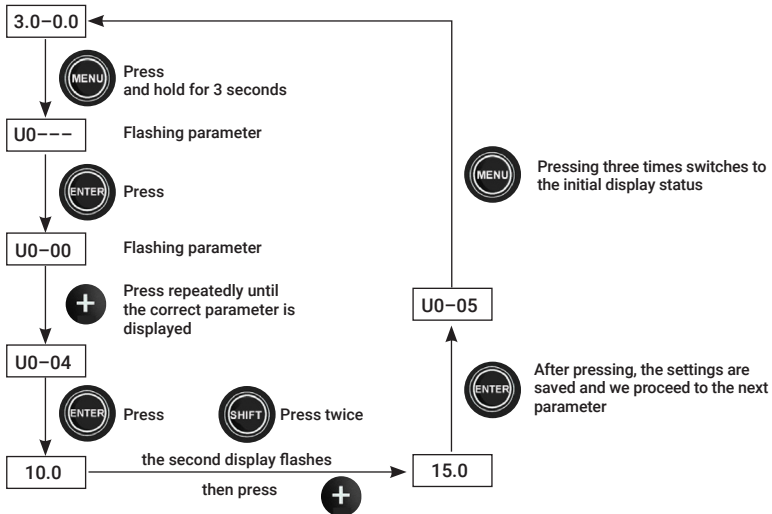 3.0–0.0
MENU
Press
and hold for 3 seconds
U0–––
Flashing parameter
ENTER
Press
U0–00
Flashing parameter
+
Press repeatedly until
the correct parameter is
displayed
U0–04
ENTER
Press
SHIFT
Press twice
10.0
the second display flashes
then press
+
15.0
ENTER
After pressing, the settings are
saved and we proceed to the next
parameter
U0–05
MENU
Pressing three times switches to
the initial display status